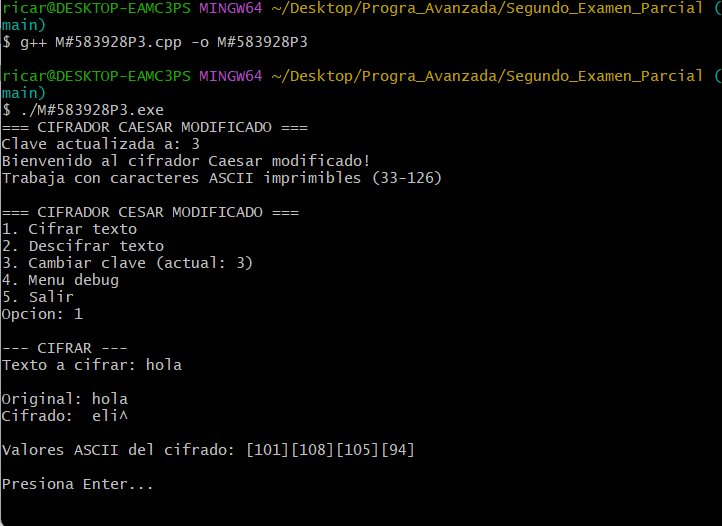 ricar@DESKTOP-EAMC3PS MINGW64 ~/Desktop/Progra_Avanzada/Segundo_Examen_Parcial (
main)
$ g++ M#583928P3.cpp -o M#583928P3

ricar@DESKTOP-EAMC3PS MINGW64 ~/Desktop/Progra_Avanzada/Segundo_Examen_Parcial (
main)
$ ./M#583928P3.exe
=== CIFRADOR CAESAR MODIFICADO ===
Clave actualizada a: 3
Bienvenido al cifrador Caesar modificado!
Trabaja con caracteres ASCII imprimibles (33-126)

=== CIFRADOR CESAR MODIFICADO ===
1. Cifrar texto
2. Descifrar texto
3. Cambiar clave (actual: 3)
4. Menu debug
5. Salir
Opcion: 1

--- CIFRAR ---
Texto a cifrar: hola

Original: hola
Cifrado:  eli^

Valores ASCII del cifrado: [101][108][105][94]

Presiona Enter...